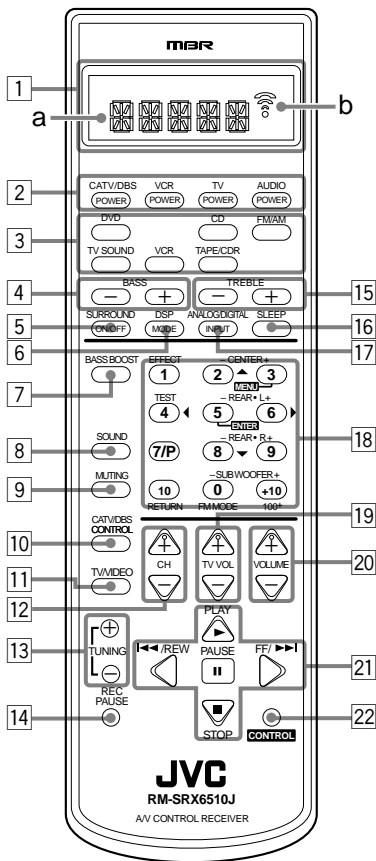 MBR
1
a
b
CATV/DBS VCR TV AUDIO
2
POWER POWER POWER POWER
DVD CD FM/AM
3
TV SOUND VCR TAPE/CDR
BASS TREBLE
4 − + − + 15
SURROUND DSP ANALOG/DIGITAL SLEEP
5 ON/OFF MODE INPUT 16
6 17
BASS BOOST EFFECT – CENTER +
7 1 2 3
MENU
TEST – REAR • L +
4 5 6
ENTER
18
SOUND – REAR • R +
8 7/P 8 9
MUTING – SUBWOOFER +
9 10 0 +10
RETURN FM MODE 100+
CATV/DBS
CONTROL
10 19
+ + +
TV/VIDEO CH TV VOL VOLUME 20
11 − − −
12
PLAY
13 + TUNING −
/REW PAUSE FF/
21
REC
PAUSE
14 STOP CONTROL 22
JVC
RM-SRX6510J
A/V CONTROL RECEIVER